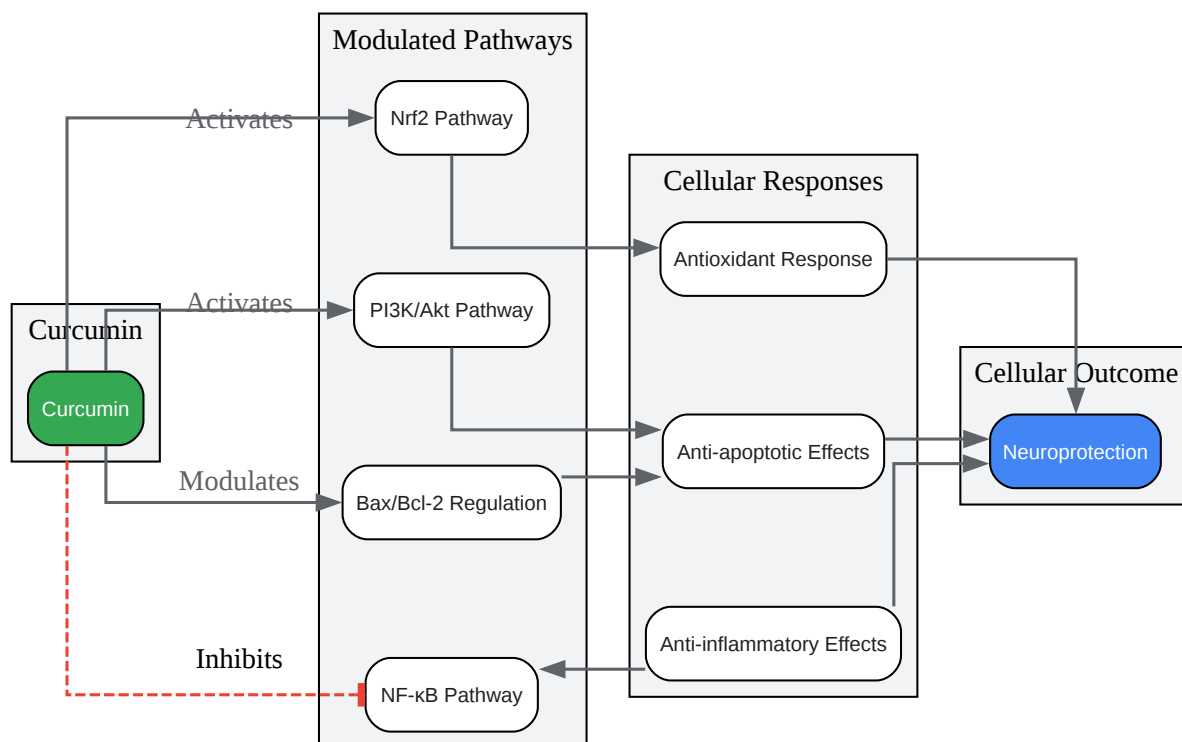 Modulated Pathways
Activates
Nrf2 Pathway
Cellular Responses
Antioxidant Response
Activates
PI3K/Akt Pathway
Curcumin
Curcumin
Cellular Outcome
Anti-apoptotic Effects
Neuroprotection
Modulates
Bax/Bcl-2 Regulation
Inhibits
Anti-inflammatory Effects
NF-κB Pathway